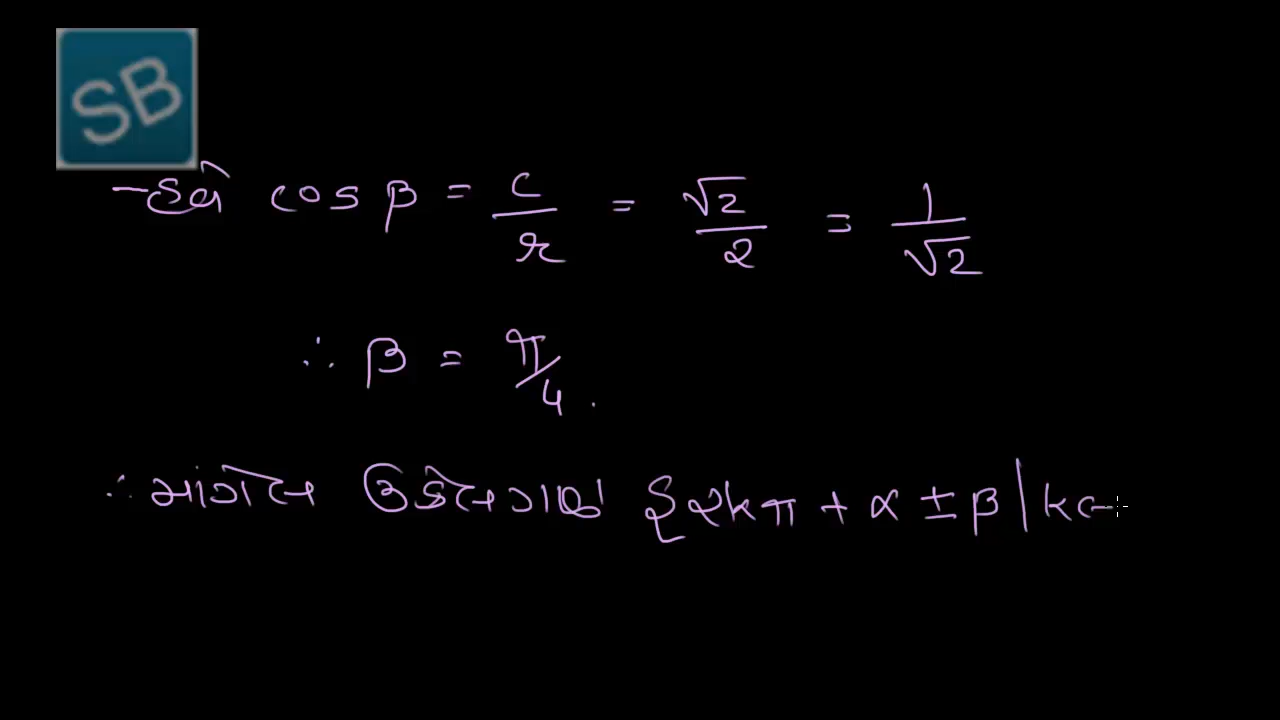 SB
હવે cos β = c/r = √2/2 = 1/√2
∴ β = π/4.
∴ માંગેલ ઉકેલગણ {2kπ + α ± β | k ∈